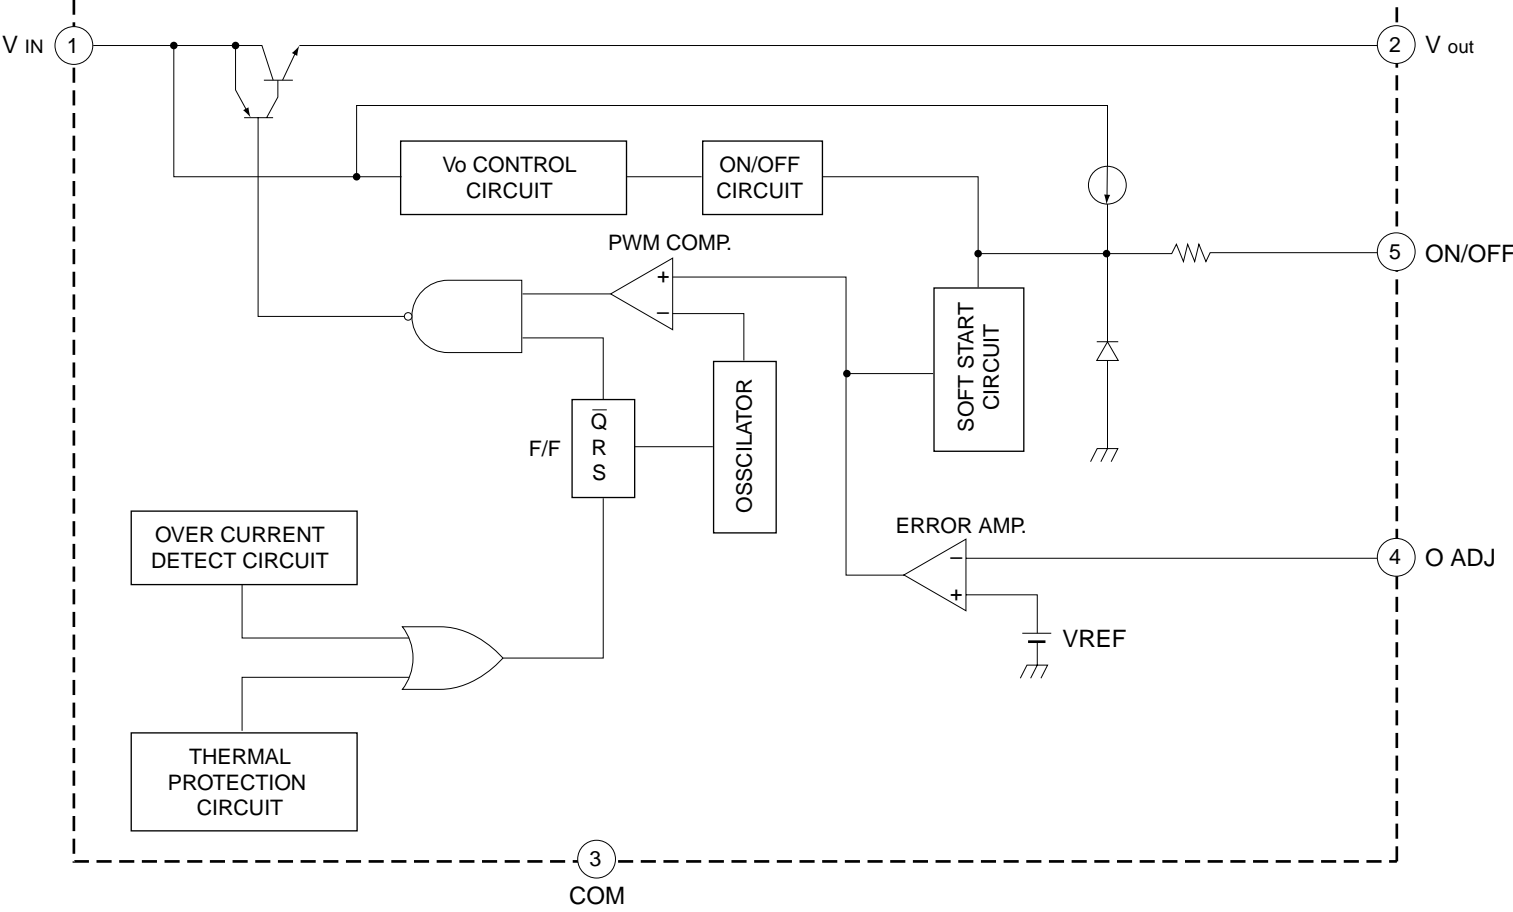 V IN
1
2
V out
Vo CONTROL
CIRCUIT
ON/OFF
CIRCUIT
PWM COMP.
+
−
5
ON/OFF
SOFT START
CIRCUIT
OSSCILATOR
F/F
Q̅
R
S
OVER CURRENT
DETECT CIRCUIT
ERROR AMP.
−
+
4
O ADJ
VREF
THERMAL
PROTECTION
CIRCUIT
3
COM